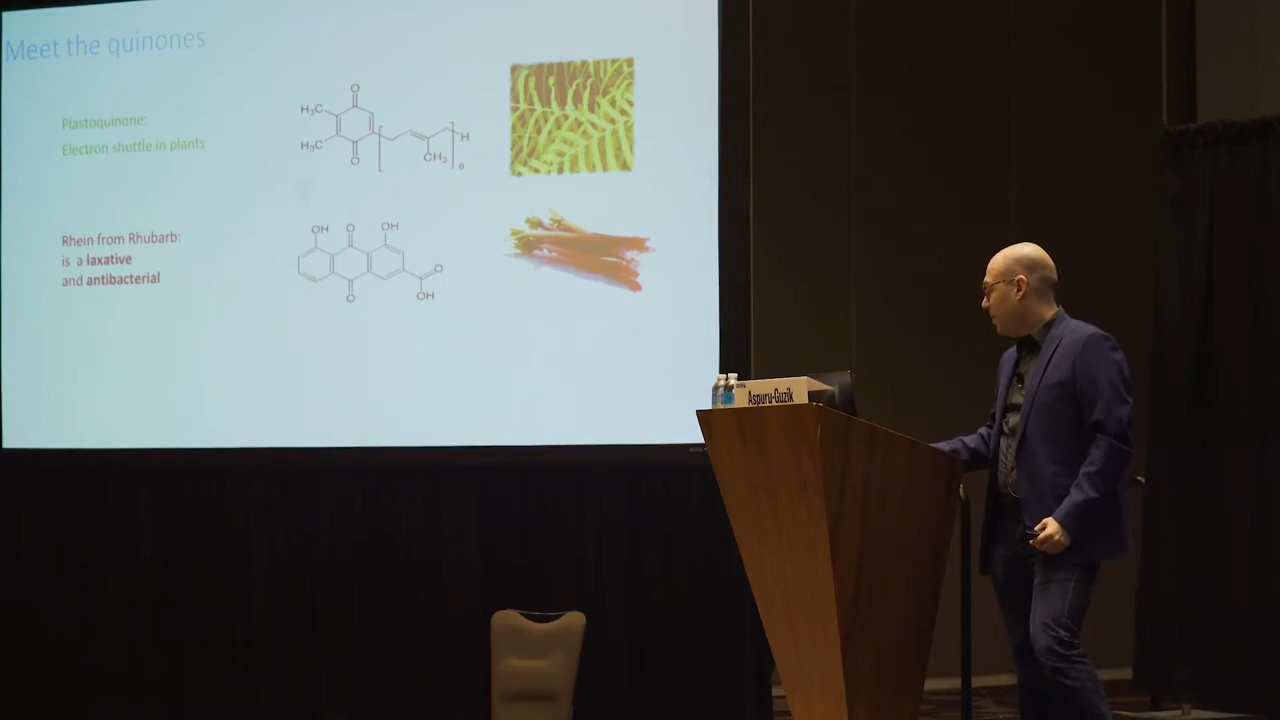 Meet the quinones
Plastoquinone:
Electron shuttle in plants
O
H₃C
H₃C
O
CH₃
H
9
Rhein from Rhubarb:
is a laxative
and antibacterial
OH
O
OH
O
O
OH
Aspuru-Guzik